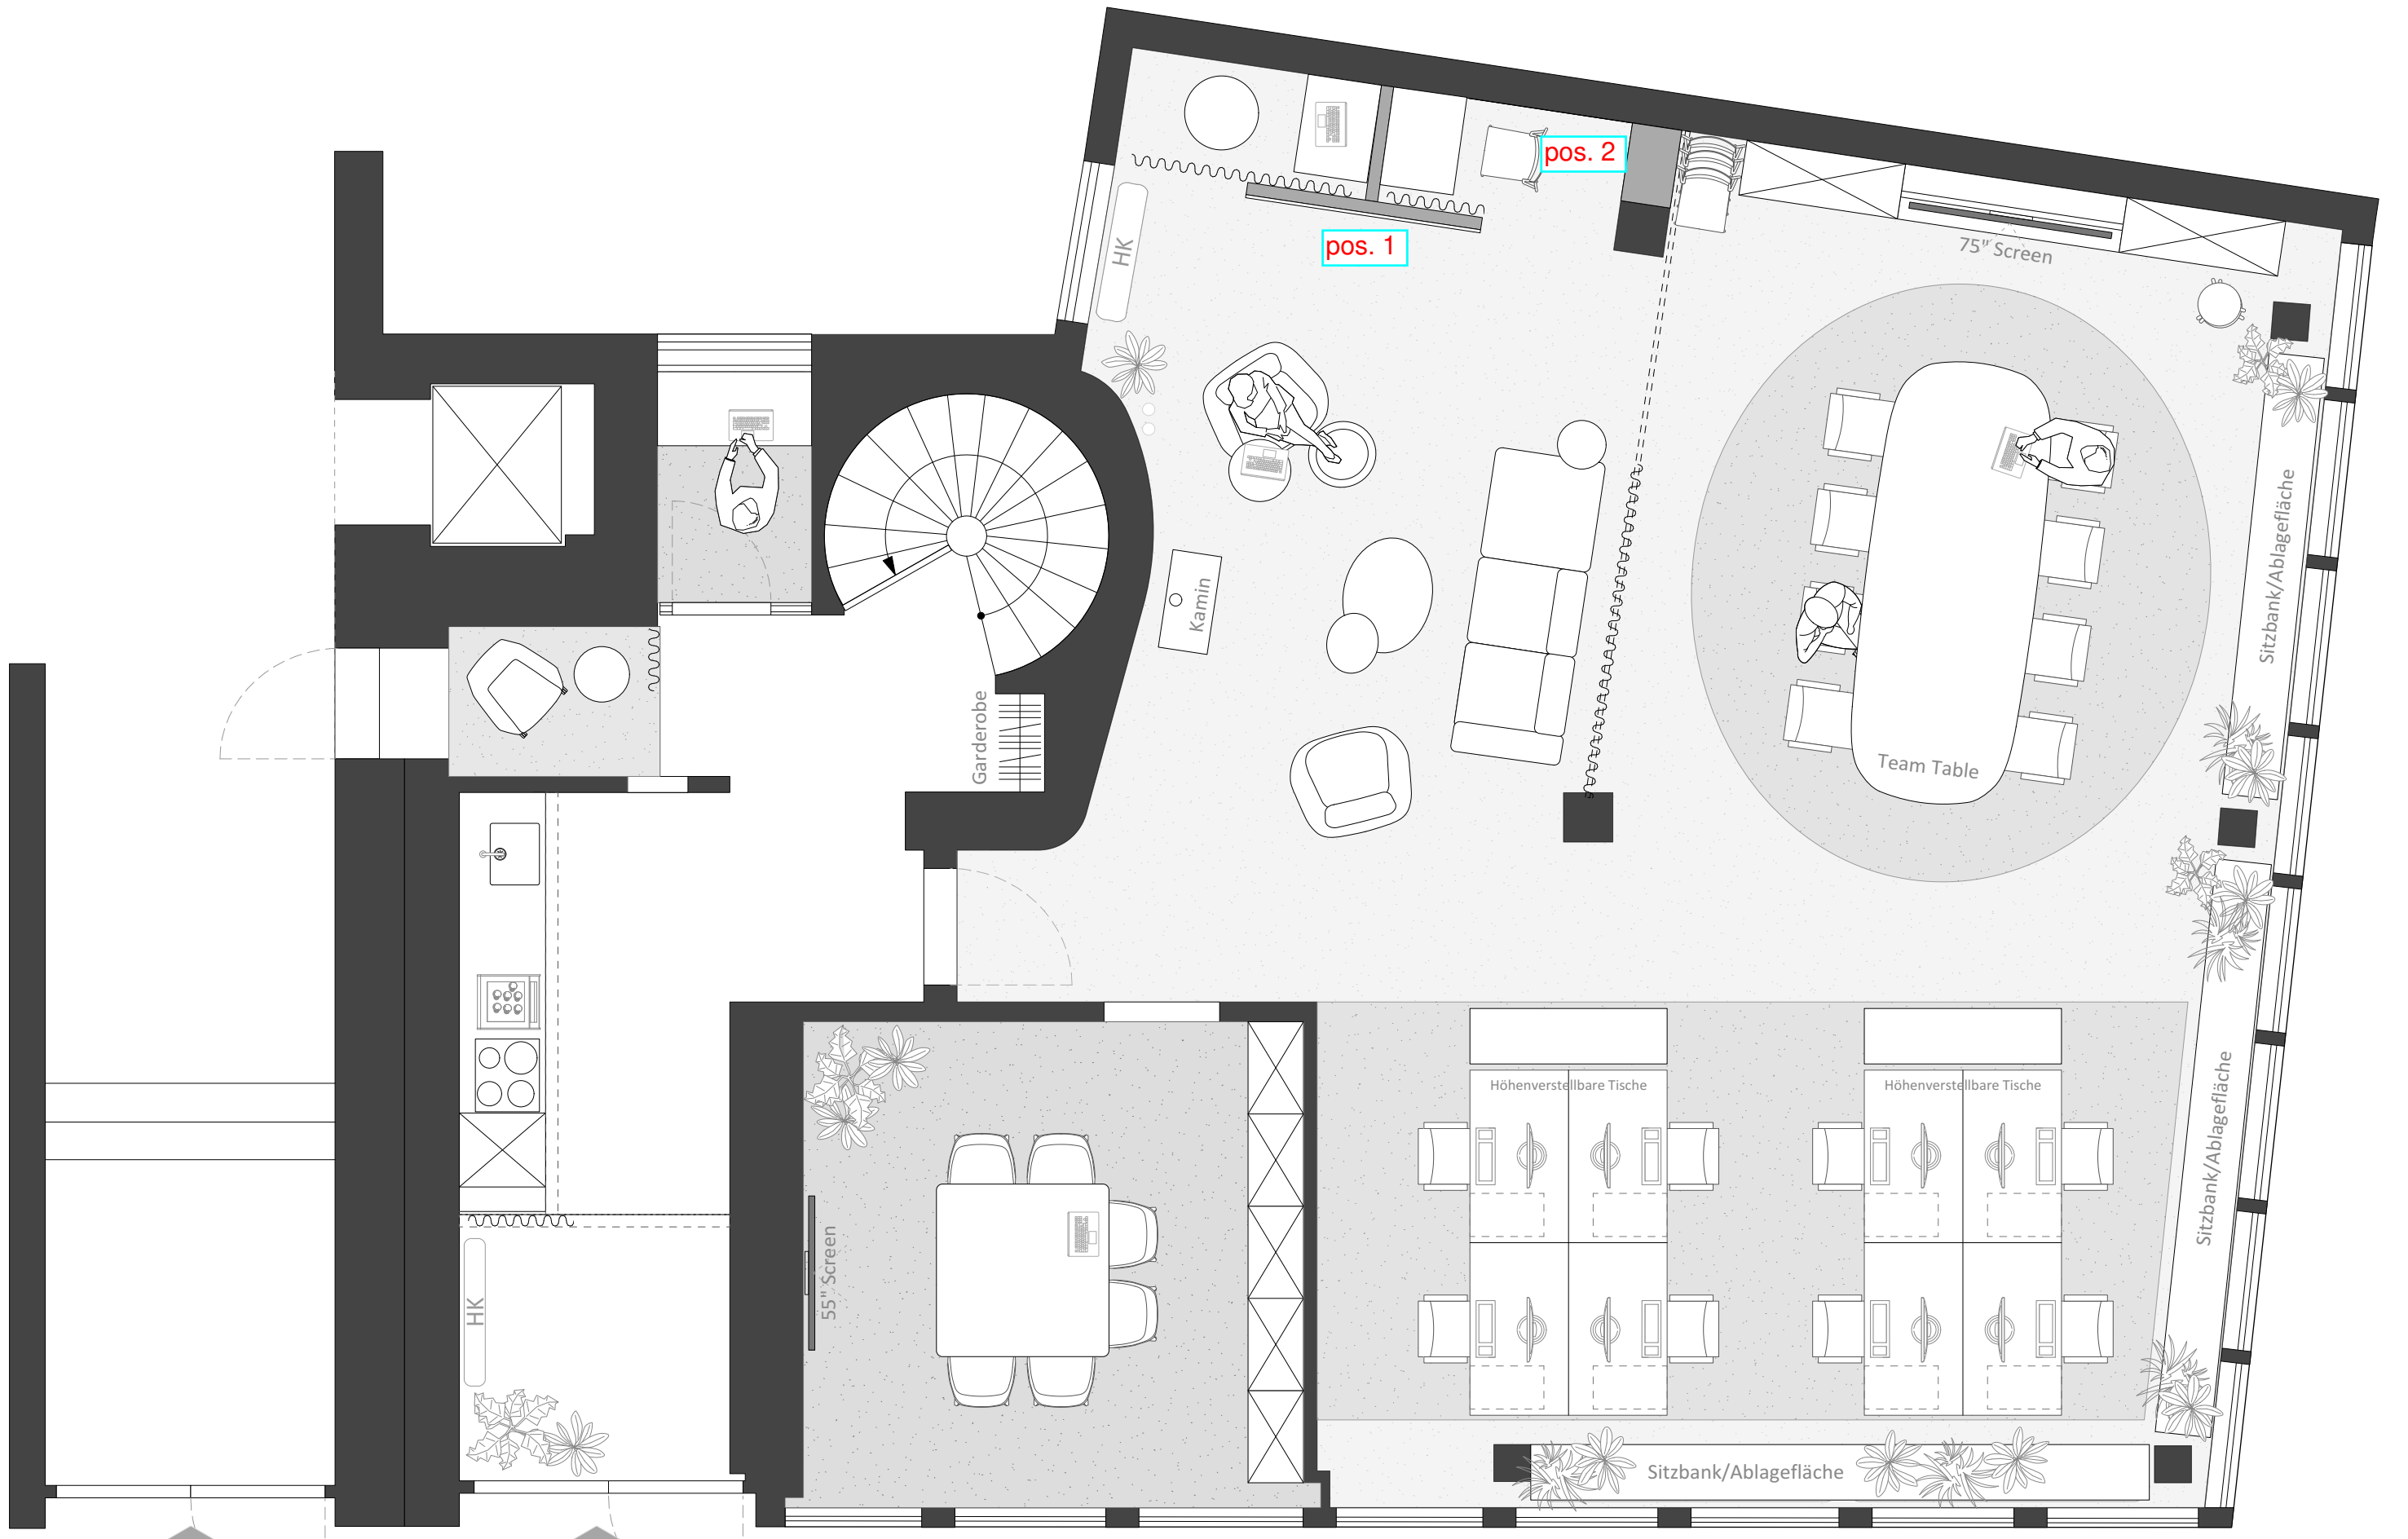 pos. 2
pos. 1
HK
75" Screen
Sitzbank/Ablagefläche
Kamin
Garderobe
Team Table
Höhenverstellbare Tische
Höhenverstellbare Tische
Sitzbank/Ablagefläche
55" Screen
HK
Sitzbank/Ablagefläche